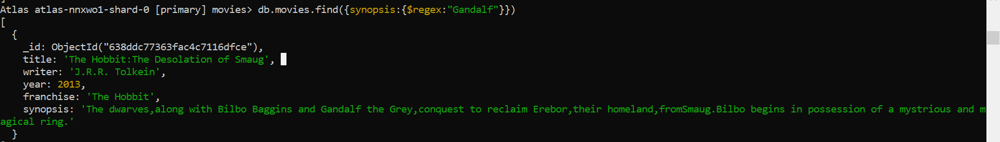 Atlas atlas-nnxwo1-shard-0 [primary] movies> db.movies.find({synopsis:{$regex:"Gandalf"}})
[
  {
    _id: ObjectId("638ddc77363fac4c7116dfce"),
    title: 'The Hobbit:The Desolation of Smaug',
    writer: 'J.R.R. Tolkein',
    year: 2013,
    franchise: 'The Hobbit',
    synopsis: 'The dwarves,along with Bilbo Baggins and Gandalf the Grey,conquest to reclaim Erebor,their homeland,fromSmaug.Bilbo begins in possession of a mystrious and m
agical ring.'
  }